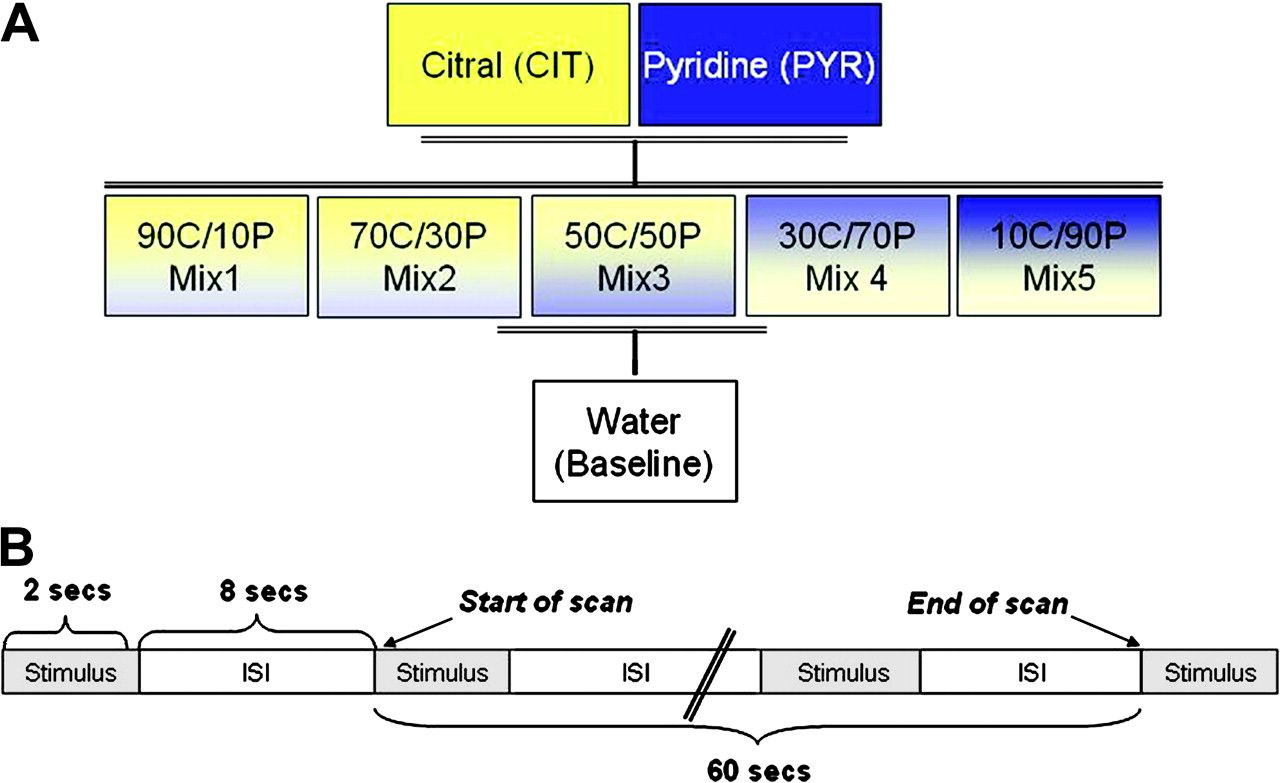 A
Citral (CIT)
Pyridine (PYR)
90C/10P
Mix1
70C/30P
Mix2
50C/50P
Mix3
30C/70P
Mix 4
10C/90P
Mix5
Water
(Baseline)
B
2 secs
8 secs
Start of scan
End of scan
Stimulus
ISI
Stimulus
ISI
Stimulus
ISI
Stimulus
60 secs